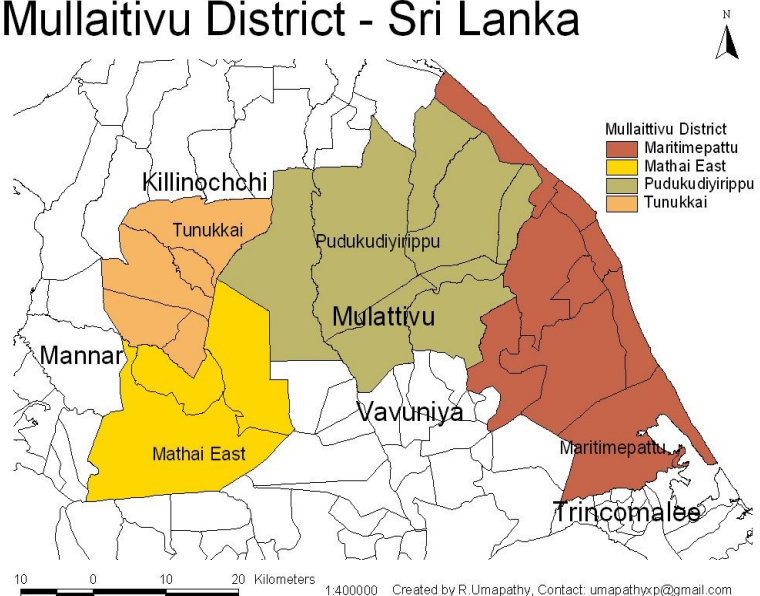 Mullaitivu District - Sri Lanka
N
Mullaittivu District
Maritimepattu
Mathai East
Pudukudiyirippu
Tunukkai
Killinochchi
Tunukkai
Pudukudiyirippu
Mulattivu
Mannar
Vavuniya
Mathai East
Maritimepattu
Trincomalee
10 0 10 20 Kilometers
1:400000 Created by R.Umapathy, Contact: umapathyxp@gmail.com